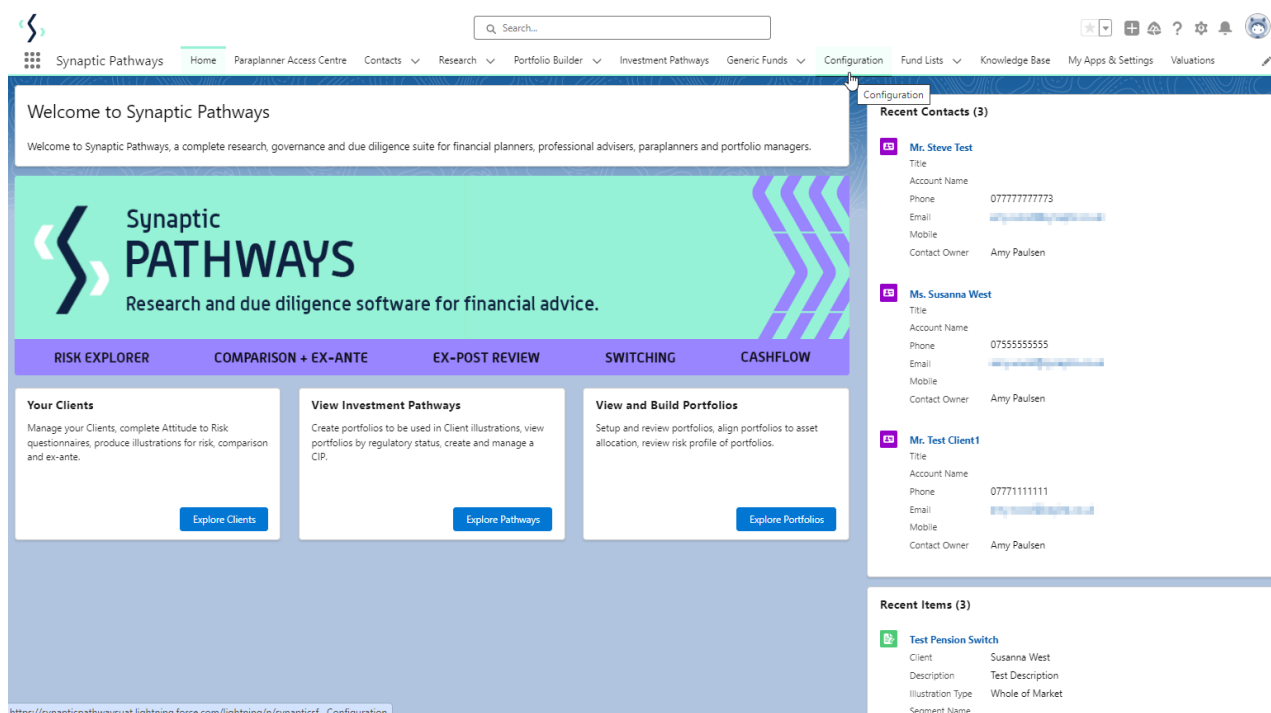 Search...
Synaptic Pathways
Home
Paraplanner Access Centre
Contacts
Research
Portfolio Builder
Investment Pathways
Generic Funds
Configuration
Fund Lists
Knowledge Base
My Apps & Settings
Valuations
Configuration
Welcome to Synaptic Pathways
Welcome to Synaptic Pathways, a complete research, governance and due diligence suite for financial planners, professional advisers, paraplanners and portfolio managers.
Synaptic
PATHWAYS
Research and due diligence software for financial advice.
RISK EXPLORER
COMPARISON + EX-ANTE
EX-POST REVIEW
SWITCHING
CASHFLOW
Your Clients
Manage your Clients, complete Attitude to Risk
questionnaires, produce illustrations for risk, comparison
and ex-ante.
Explore Clients
View Investment Pathways
Create portfolios to be used in Client illustrations, view
portfolios by regulatory status, create and manage a
CIP.
Explore Pathways
View and Build Portfolios
Setup and review portfolios, align portfolios to asset
allocation, review risk profile of portfolios.
Explore Portfolios
Recent Contacts (3)
Mr. Steve Test
Title
Account Name
Phone 077777777773
Email
Mobile
Contact Owner Amy Paulsen
Ms. Susanna West
Title
Account Name
Phone 07555555555
Email
Mobile
Contact Owner Amy Paulsen
Mr. Test Client1
Title
Account Name
Phone 07771111111
Email
Mobile
Contact Owner Amy Paulsen
Recent Items (3)
Test Pension Switch
Client Susanna West
Description Test Description
Illustration Type Whole of Market
Segment Name